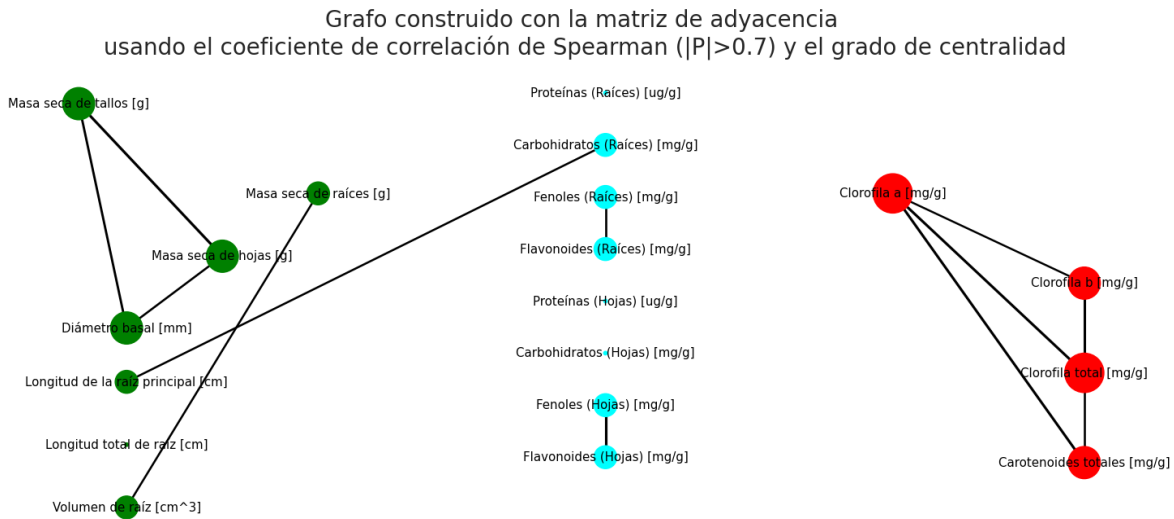 Grafo construido con la matriz de adyacencia
usando el coeficiente de correlación de Spearman (|P|>0.7) y el grado de centralidad
Masa seca de tallos [g]
Masa seca de raíces [g]
Masa seca de hojas [g]
Diámetro basal [mm]
Longitud de la raíz principal [cm]
Longitud total de raíz [cm]
Volumen de raíz [cm^3]
Proteínas (Raíces) [ug/g]
Carbohidratos (Raíces) [mg/g]
Fenoles (Raíces) [mg/g]
Flavonoides (Raíces) [mg/g]
Proteínas (Hojas) [ug/g]
Carbohidratos (Hojas) [mg/g]
Fenoles (Hojas) [mg/g]
Flavonoides (Hojas) [mg/g]
Clorofila a [mg/g]
Clorofila b [mg/g]
Clorofila total [mg/g]
Carotenoides totales [mg/g]